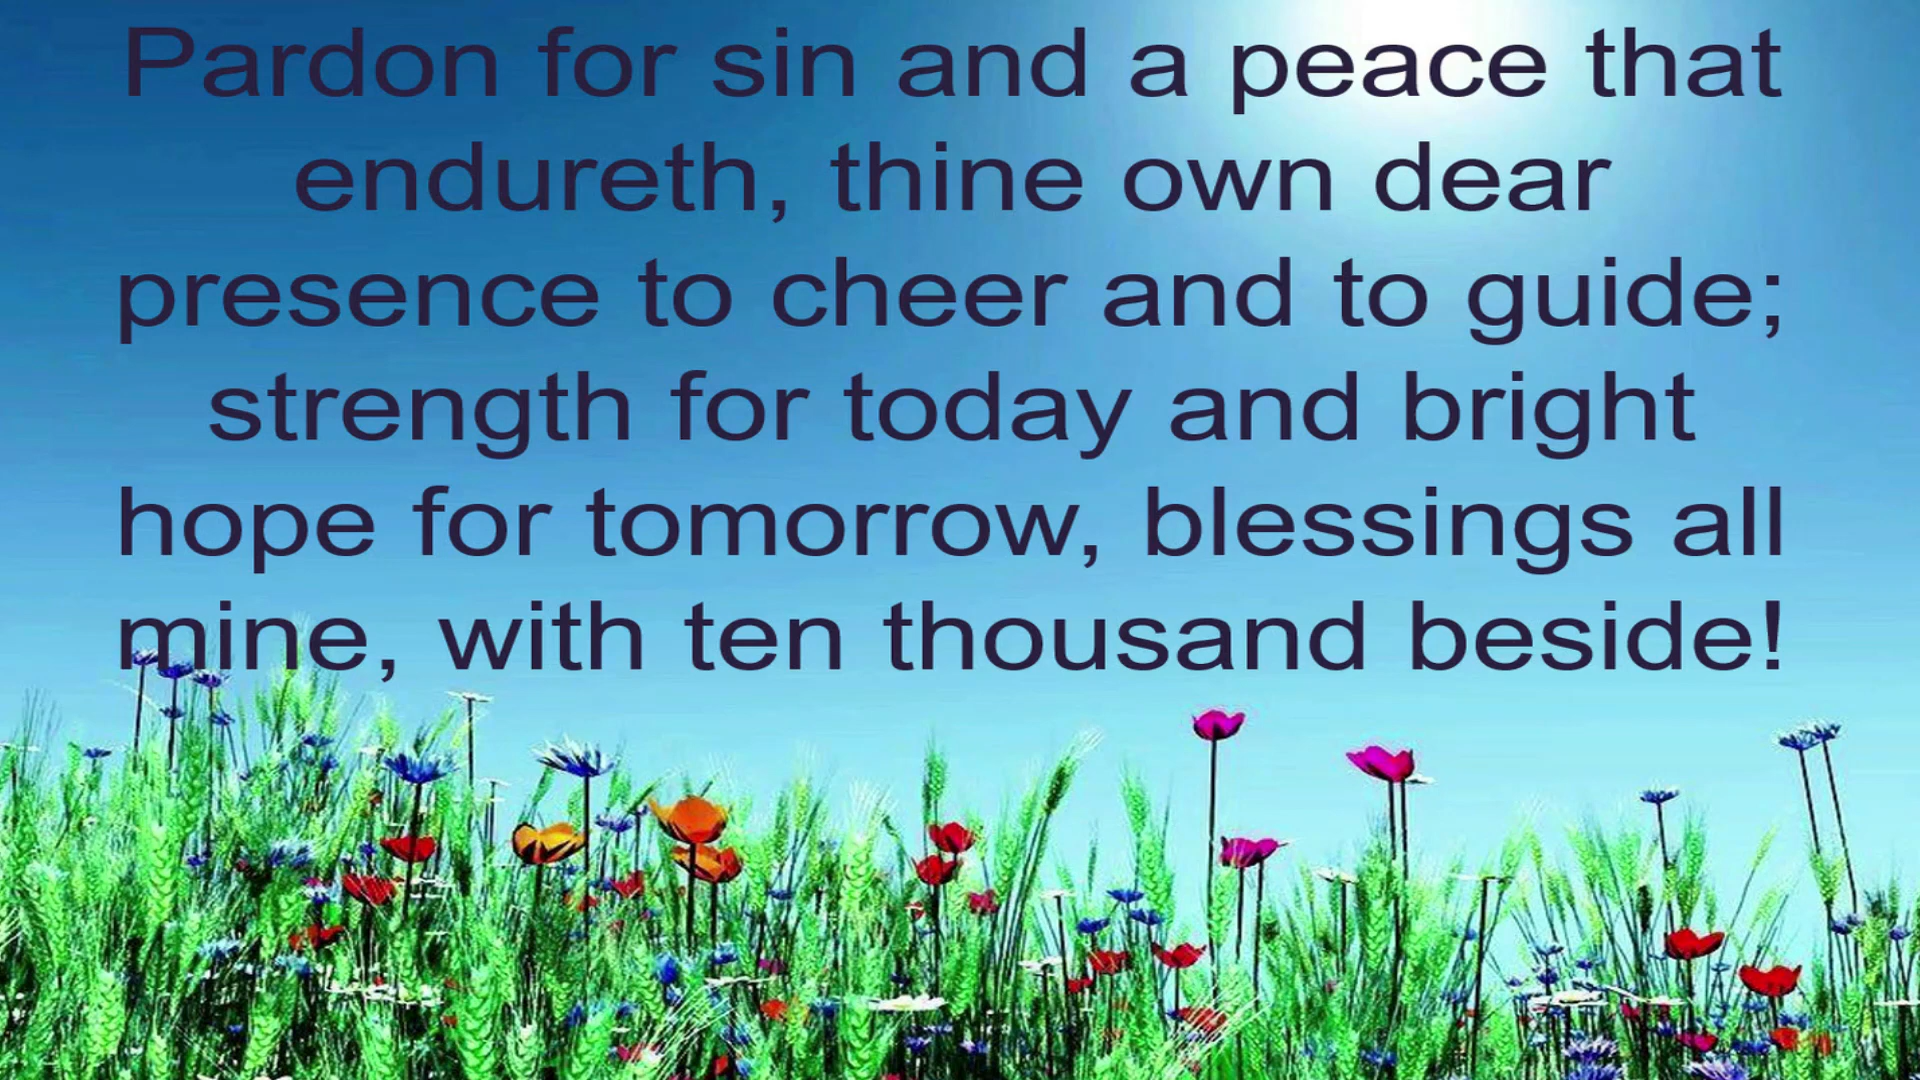 Pardon for sin and a peace that
endureth, thine own dear
presence to cheer and to guide;
strength for today and bright
hope for tomorrow, blessings all
mine, with ten thousand beside!